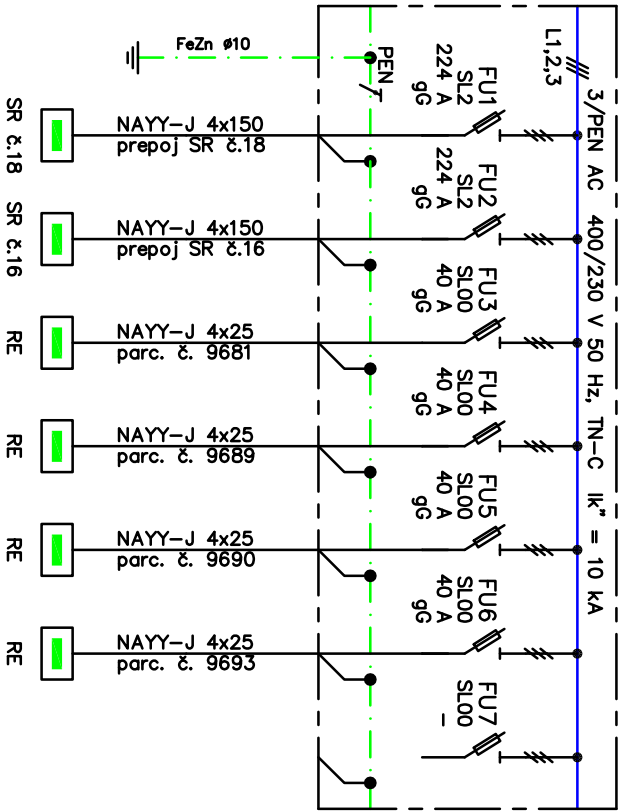 3/PEN AC 400/230 V 50 Hz, TN-C Ik" = 10 kA
L1,2,3
PEN
FeZn ø10
FU1
SL2
224 A
gG
FU2
SL2
224 A
gG
FU3
SL00
40 A
gG
FU4
SL00
40 A
gG
FU5
SL00
40 A
gG
FU6
SL00
40 A
gG
FU7
SL00
–
NAYY-J 4x150
prepoj SR č.18
NAYY-J 4x150
prepoj SR č.16
NAYY-J 4x25
parc. č. 9681
NAYY-J 4x25
parc. č. 9689
NAYY-J 4x25
parc. č. 9690
NAYY-J 4x25
parc. č. 9693
SR č.18
SR č.16
RE
RE
RE
RE